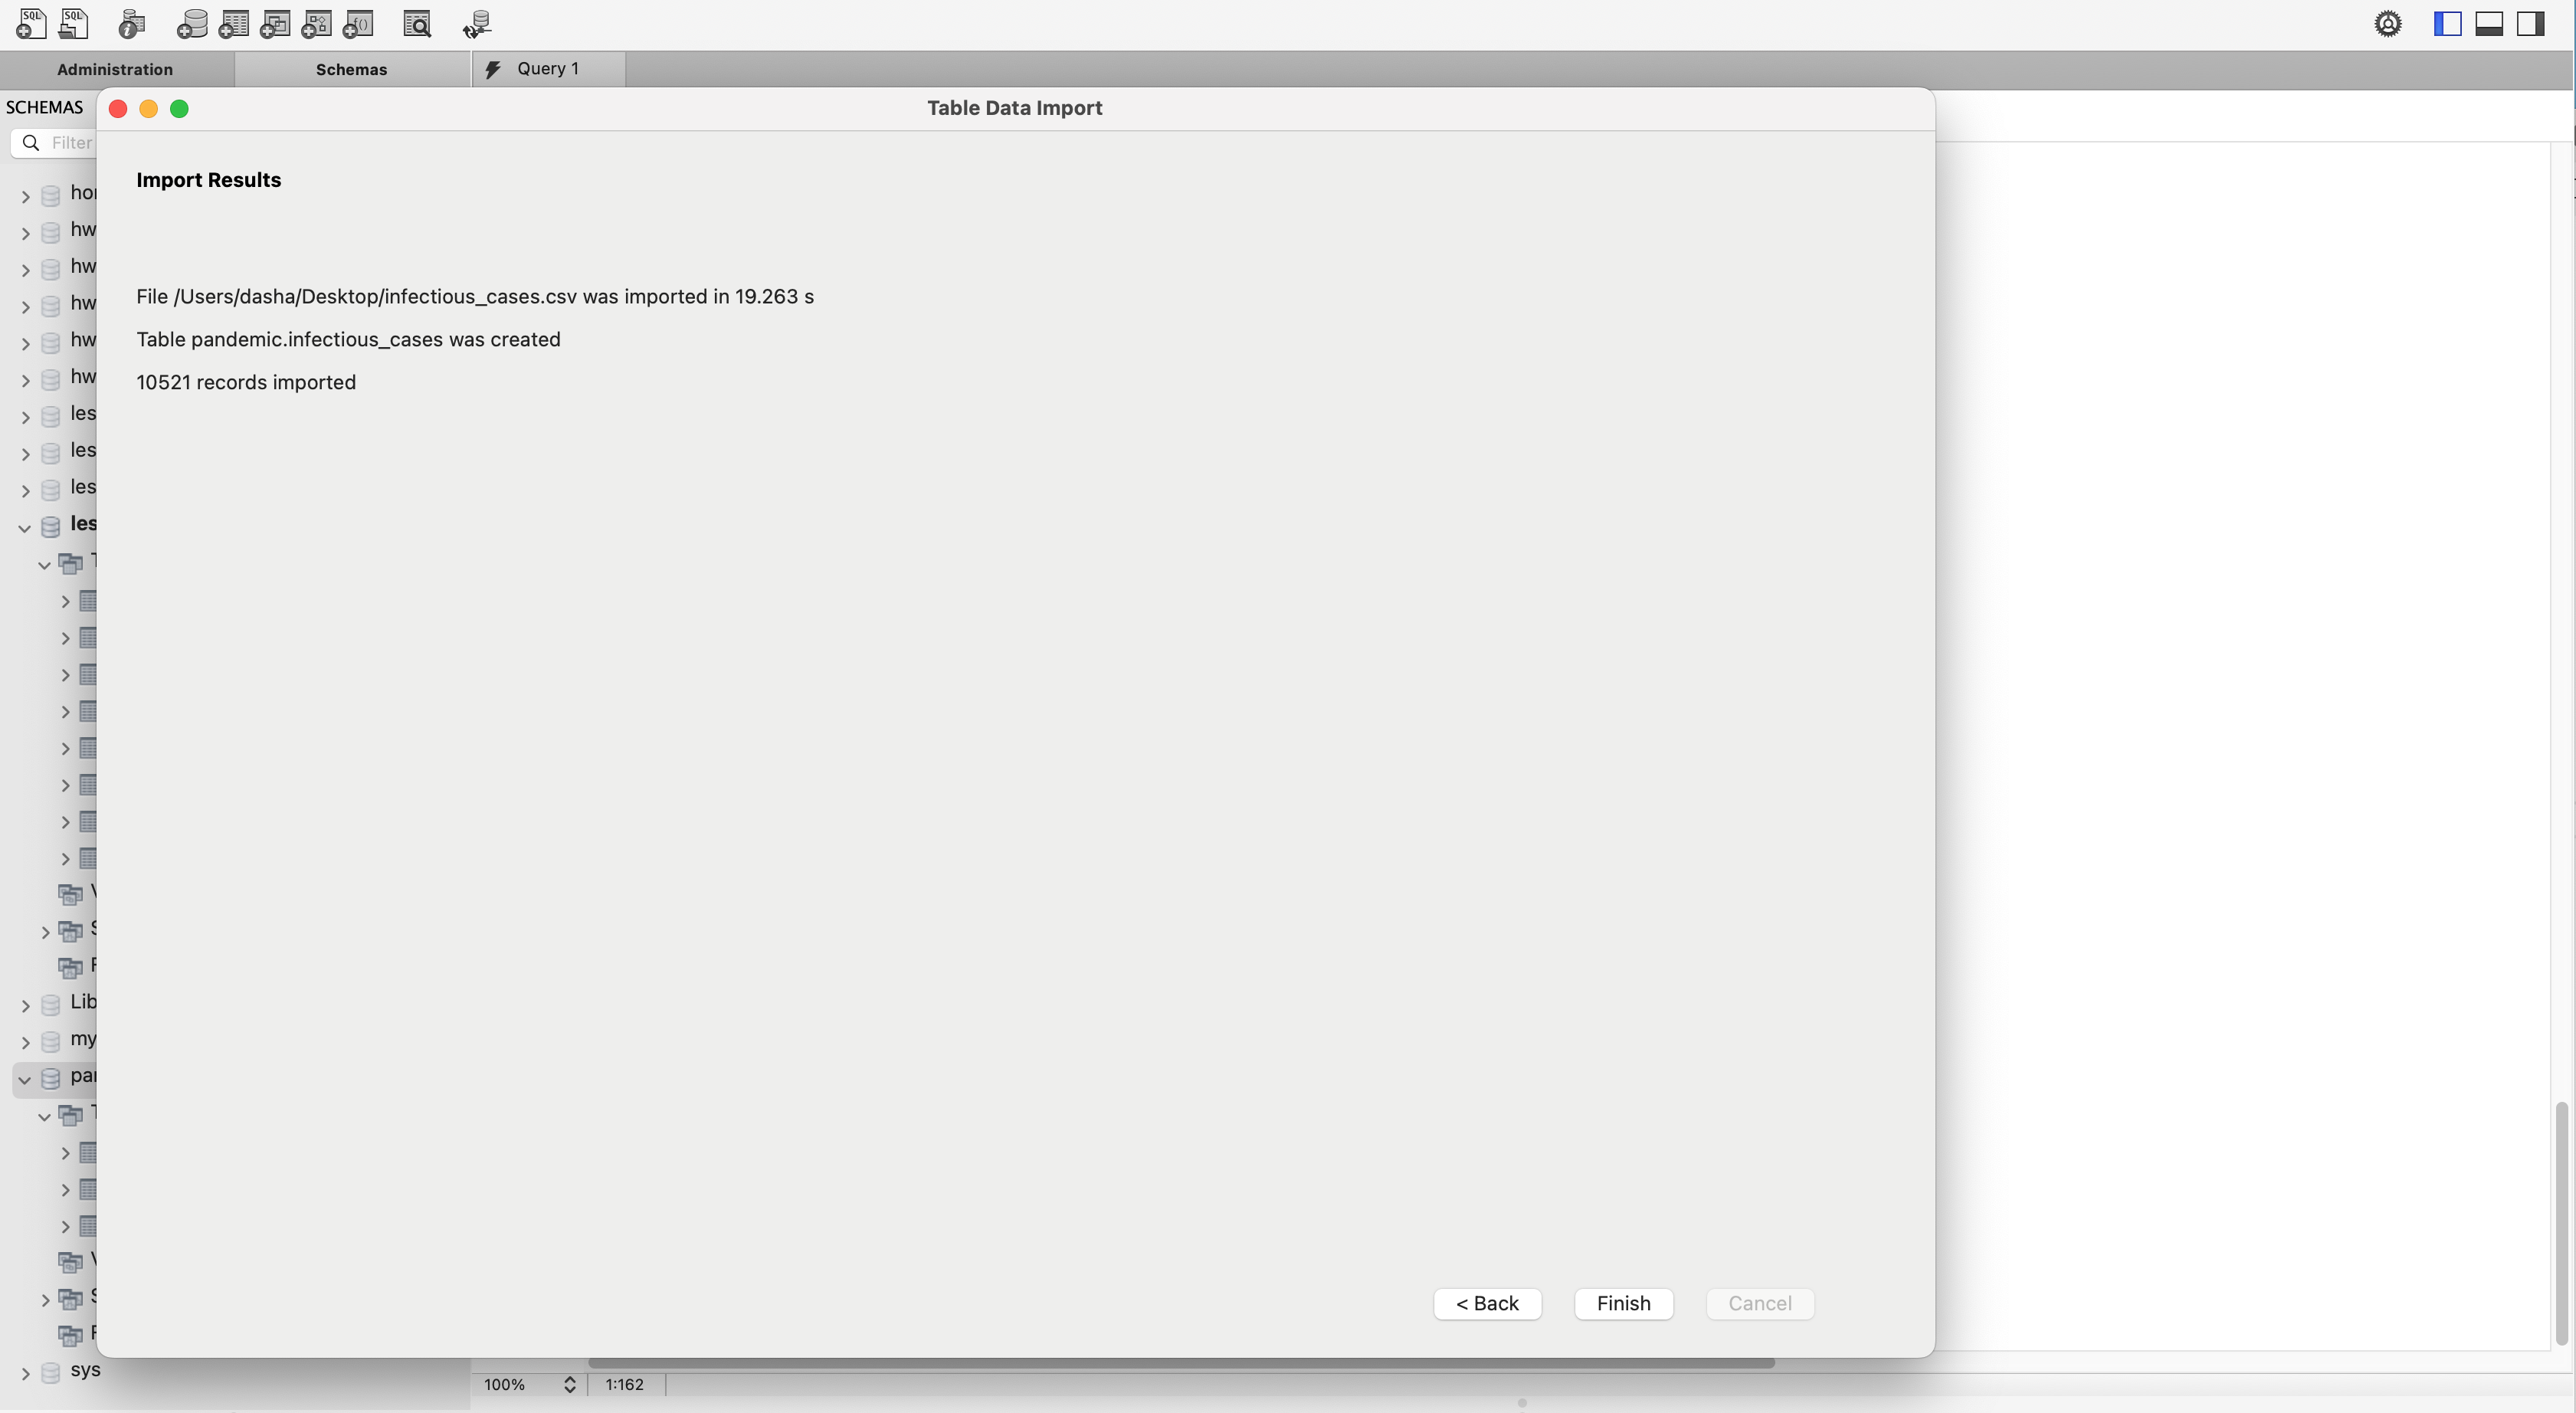 SQL
SQL
Administration
Schemas
Query 1
SCHEMAS
Table Data Import
Filter
Import Results
hw
hw
hw
hw
hw
File /Users/dasha/Desktop/infectious_cases.csv was imported in 19.263 s
Table pandemic.infectious_cases was created
10521 records imported
les
les
les
les
Lib
my
sys
< Back
Finish
Cancel
100%
1:162